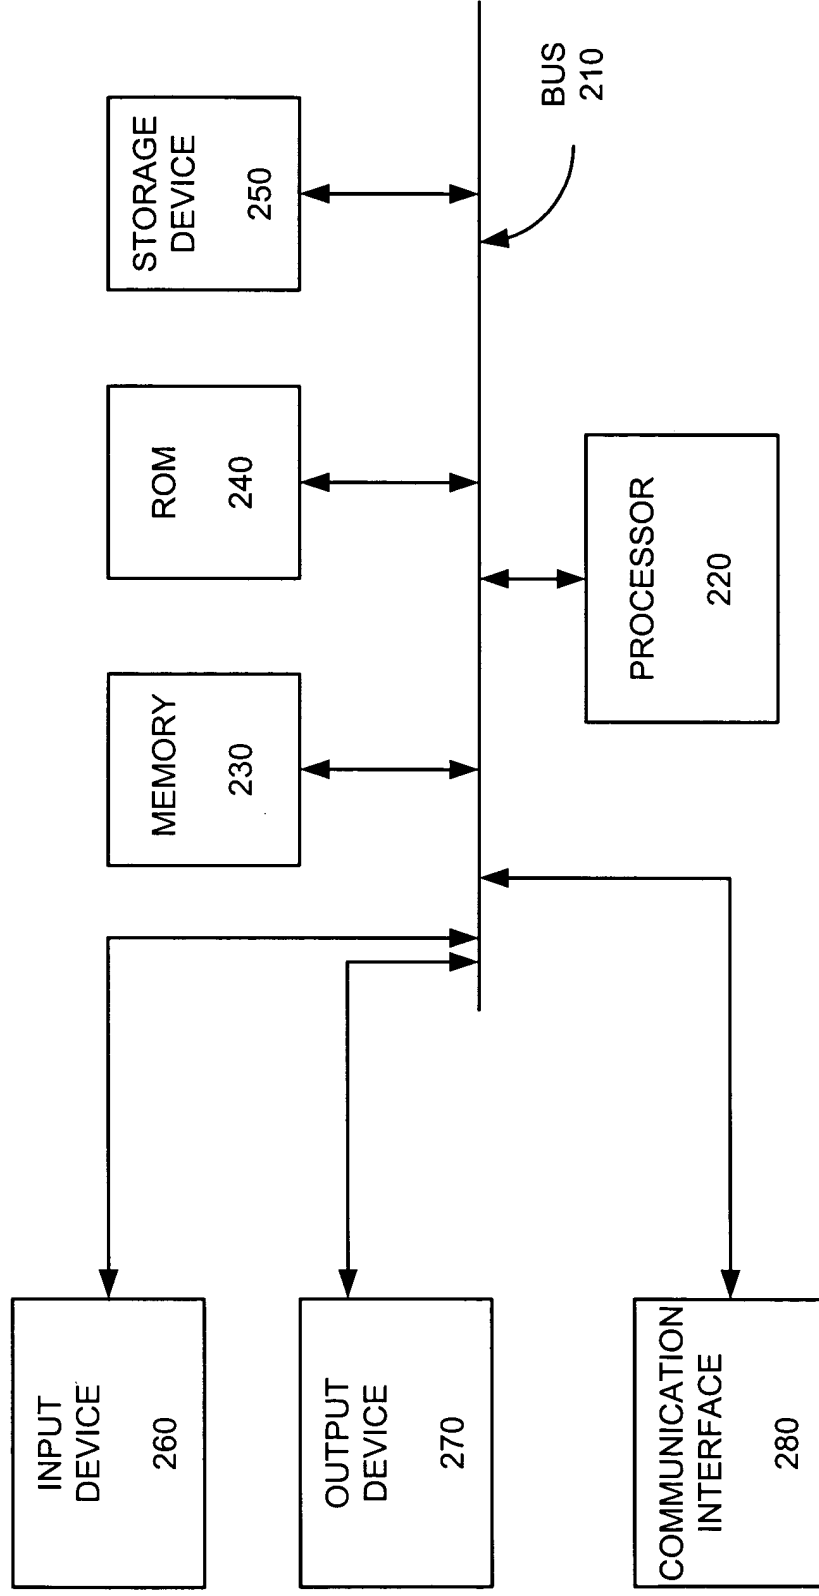 INPUT
DEVICE
260
OUTPUT
DEVICE
270
COMMUNICATION
INTERFACE
280
MEMORY
230
ROM
240
STORAGE
DEVICE
250
PROCESSOR
220
BUS
210